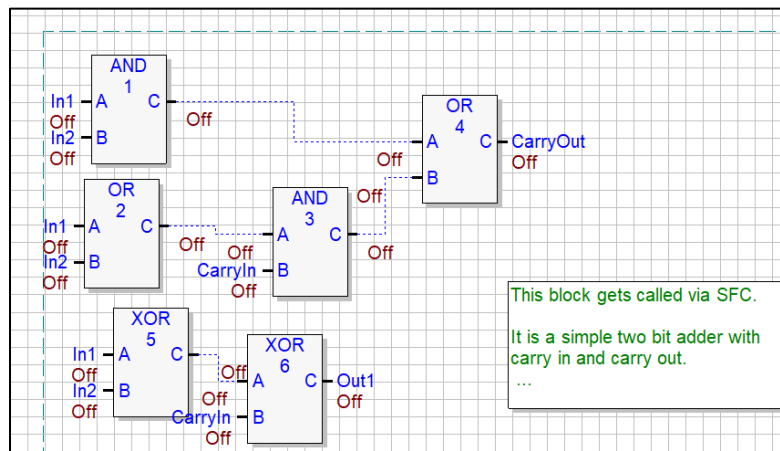 AND
1
In1 A C
Off Off
In2 B
Off
OR
4
A C CarryOut
Off Off
B
OR
2
In1 A C
Off Off
In2 B
Off
AND
3
Off
A C
Off Off
CarryIn B
Off
XOR
5
In1 A C
Off
In2 B
Off
XOR
6
Off
A C Out1
Off Off
CarryIn B
Off
This block gets called via SFC.
It is a simple two bit adder with
carry in and carry out.
...